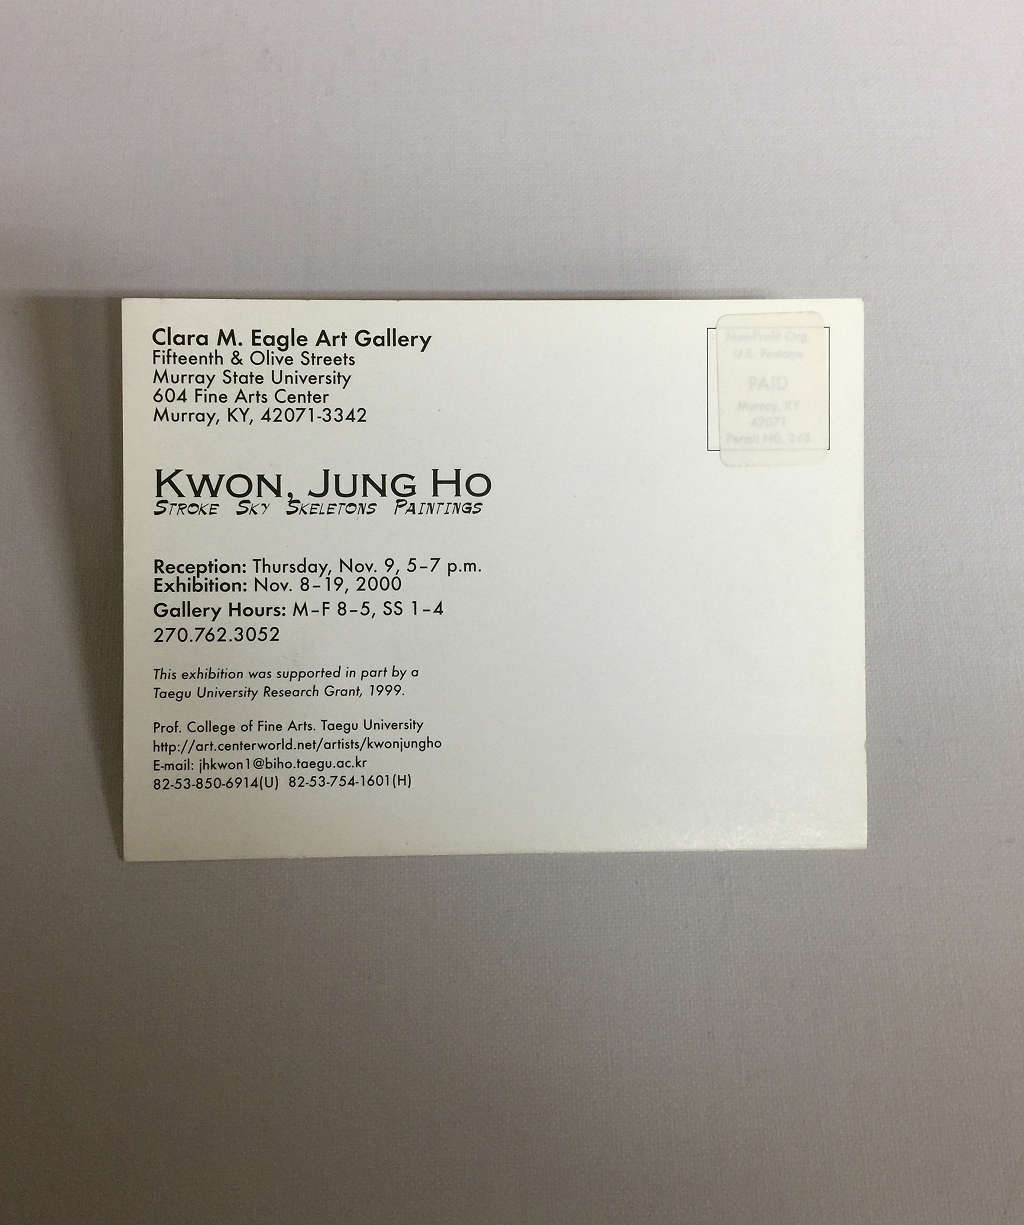 Clara M. Eagle Art Gallery
Fifteenth & Olive Streets
Murray State University
604 Fine Arts Center
Murray, KY, 42071-3342
Non-Profit Org.
U.S. Postage
PAID
Murray, KY
42071
Permit NO. 248
KWON, JUNG HO
STROKE SKY SKELETONS PAINTINGS
Reception: Thursday, Nov. 9, 5–7 p.m.
Exhibition: Nov. 8–19, 2000
Gallery Hours: M–F 8–5, SS 1–4
270.762.3052
This exhibition was supported in part by a
Taegu University Research Grant, 1999.
Prof. College of Fine Arts. Taegu University
http://art.centerworld.net/artists/kwonjungho
E-mail: jhkwon1@biho.taegu.ac.kr
82-53-850-6914(U) 82-53-754-1601(H)